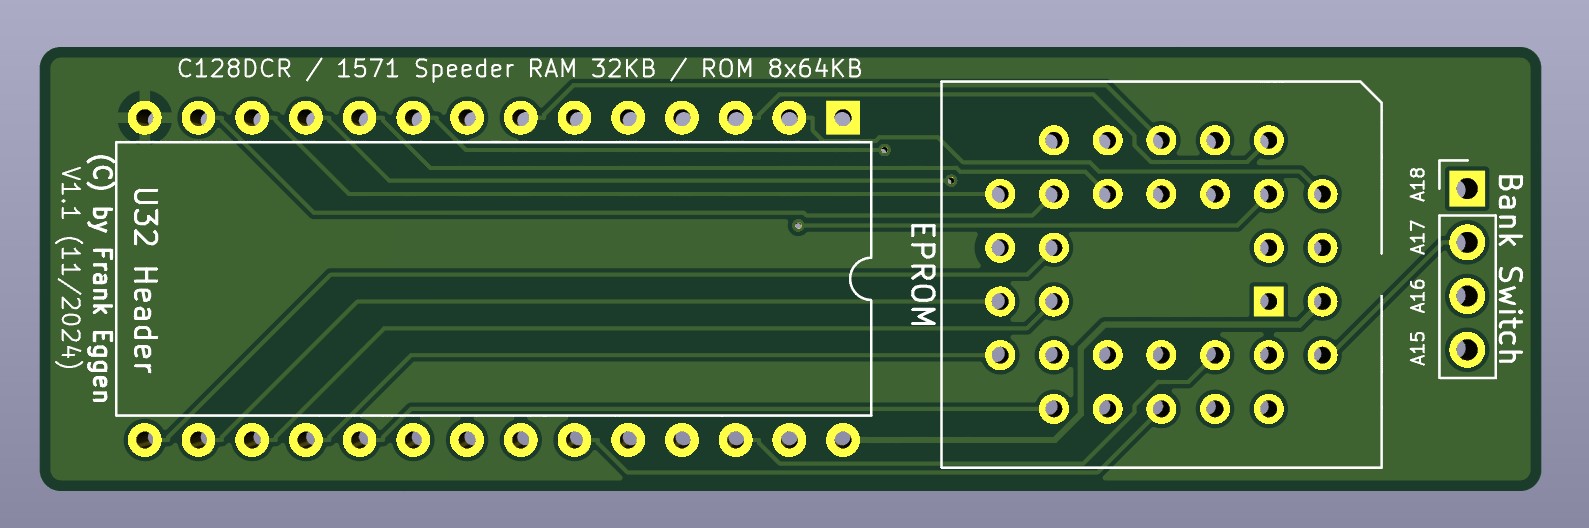 C128DCR / 1571 Speeder RAM 32KB / ROM 8x64KB
(C) by Frank Eggen
V1.1 (11/2024)
U32 Header
EPROM
A18
A17
A16
A15
Bank Switch